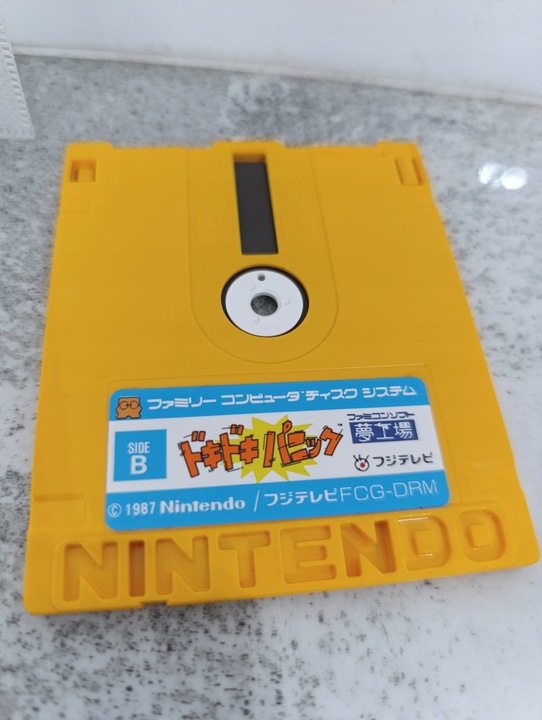 ファミリー コンピュータ ディスク システム
SIDE
B
ドキドキパニック
ファミコンソフト
夢工場
フジテレビ
© 1987 Nintendo / フジテレビ FCG-DRM
NINTENDO